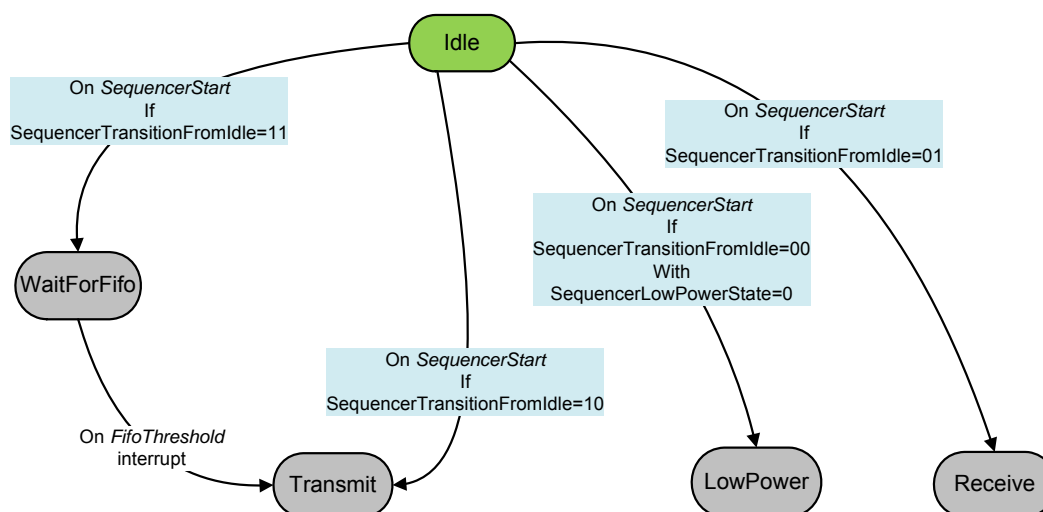 Idle
On SequencerStart
If
SequencerTransitionFromIdle=11
On SequencerStart
If
SequencerTransitionFromIdle=01
On SequencerStart
If
SequencerTransitionFromIdle=00
With
SequencerLowPowerState=0
WaitForFifo
On SequencerStart
If
SequencerTransitionFromIdle=10
On FifoThreshold
interrupt
Transmit
LowPower
Receive